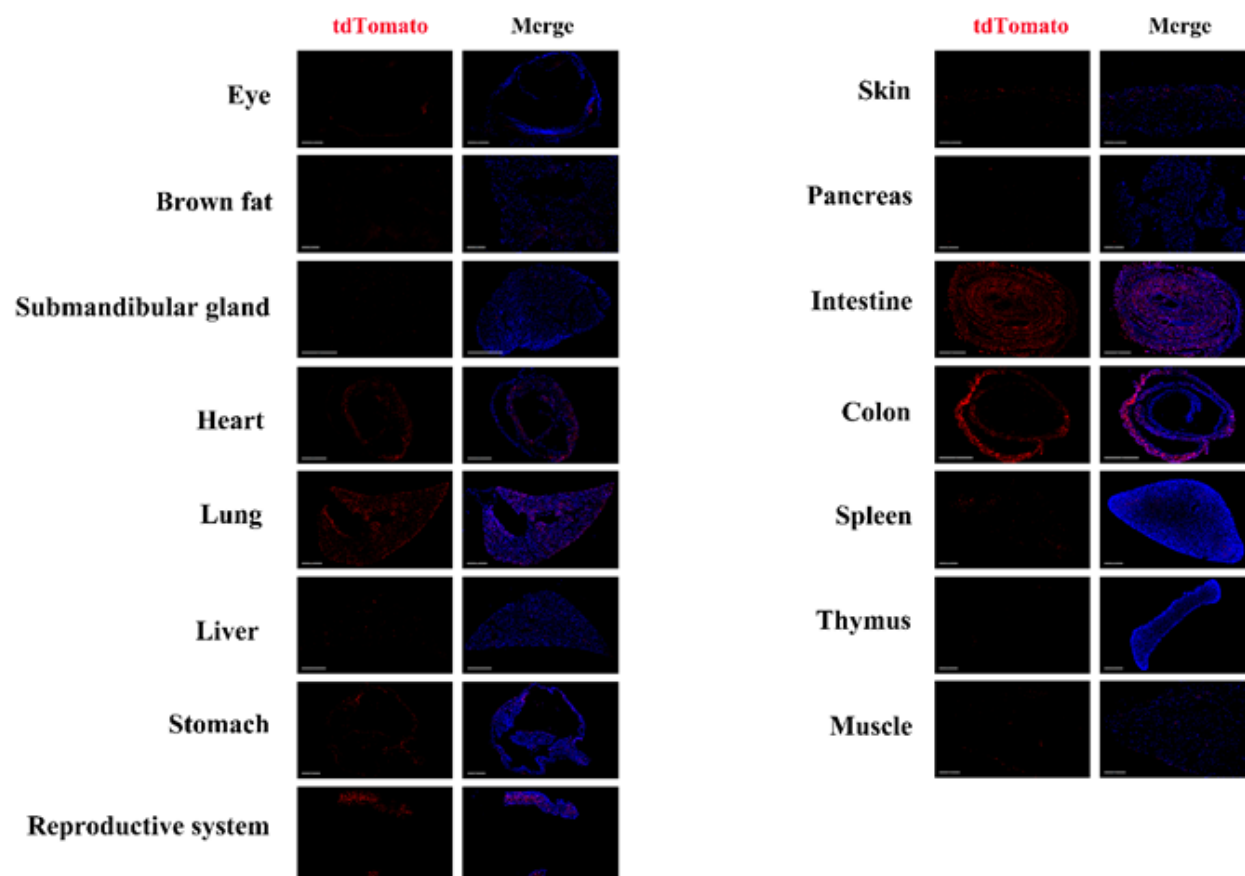 tdTomato Merge
Eye
Brown fat
Submandibular gland
Heart
Lung
Liver
Stomach
Reproductive system
tdTomato Merge
Skin
Pancreas
Intestine
Colon
Spleen
Thymus
Muscle